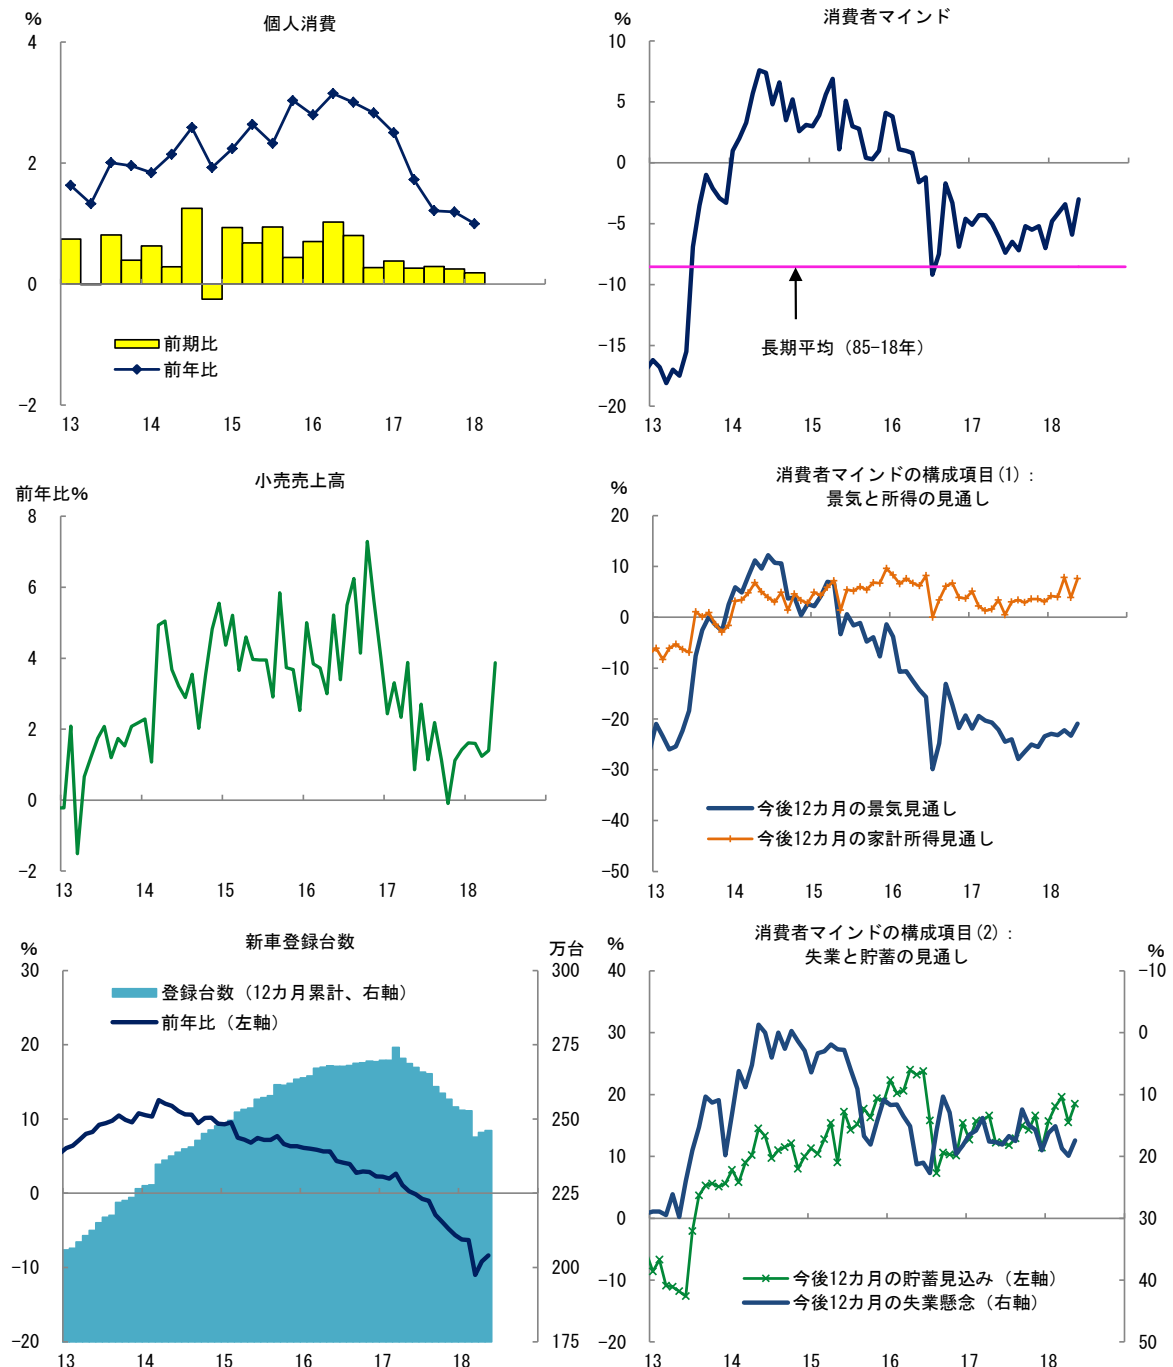 個人消費
%
4
2
0
−2
前期比
前年比
13 14 15 16 17 18
消費者マインド
%
10
5
0
−5
−10
−15
−20
長期平均（85−18年）
13 14 15 16 17 18
小売売上高
前年比%
8
6
4
2
0
−2
13 14 15 16 17 18
消費者マインドの構成項目(1)：
景気と所得の見通し
%
20
10
0
−10
−20
−30
−40
−50
今後12カ月の景気見通し
今後12カ月の家計所得見通し
13 14 15 16 17 18
新車登録台数
% 万台
30 300
20 275
10 250
0 225
−10 200
−20 175
登録台数（12カ月累計、右軸）
前年比（左軸）
13 14 15 16 17 18
消費者マインドの構成項目(2)：
失業と貯蓄の見通し
% %
40 -10
30 0
20 10
10 20
0 30
−10 40
−20 50
今後12カ月の貯蓄見込み（左軸）
今後12カ月の失業懸念（右軸）
13 14 15 16 17 18